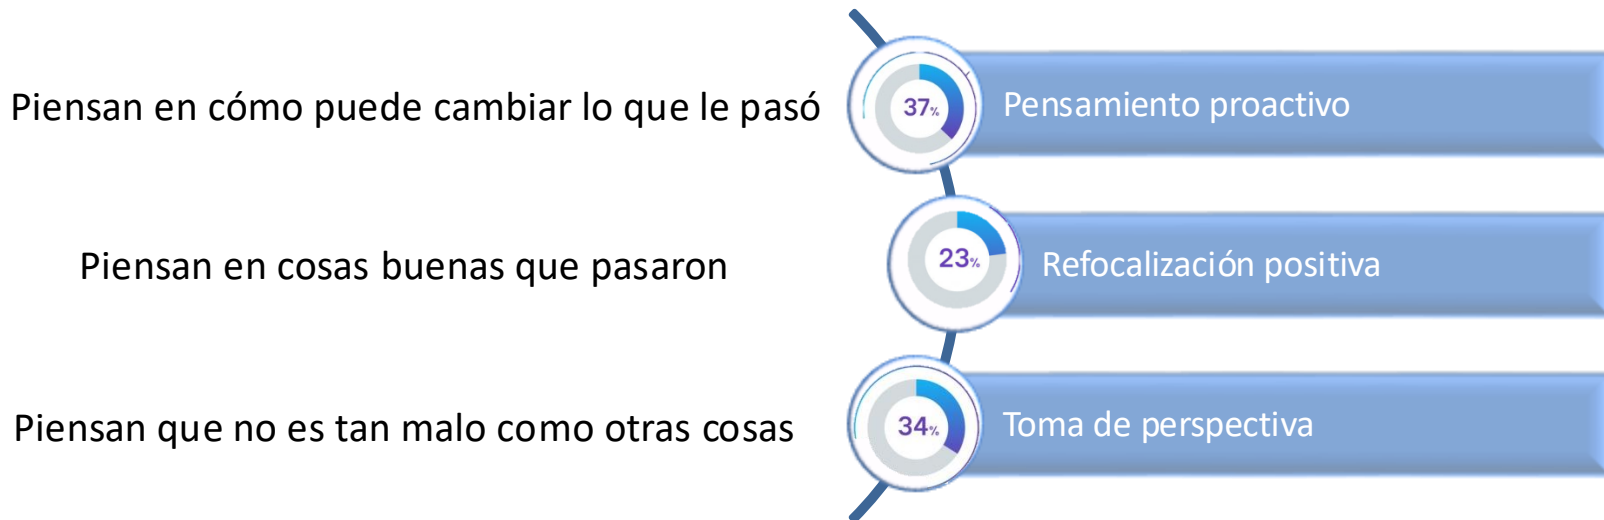 Piensan en cómo puede cambiar lo que le pasó
37%
Pensamiento proactivo
Piensan en cosas buenas que pasaron
23%
Refocalización positiva
Piensan que no es tan malo como otras cosas
34%
Toma de perspectiva